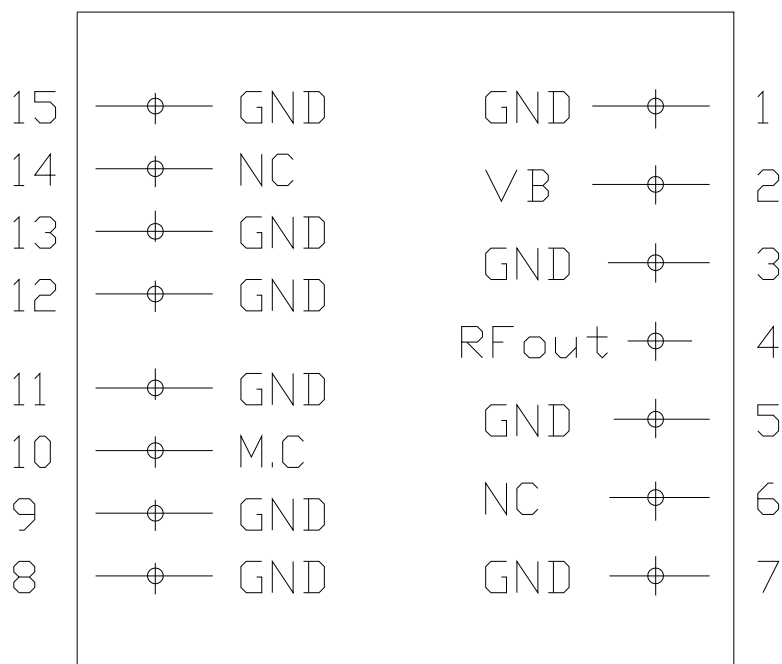 15 GND GND 1
14 NC VB 2
13 GND GND 3
12 GND RFout 4
11 GND GND 5
10 M.C NC 6
9 GND GND 7
8 GND